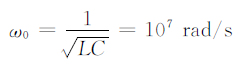 ω₀ = 1/√LC = 10⁷ rad/s